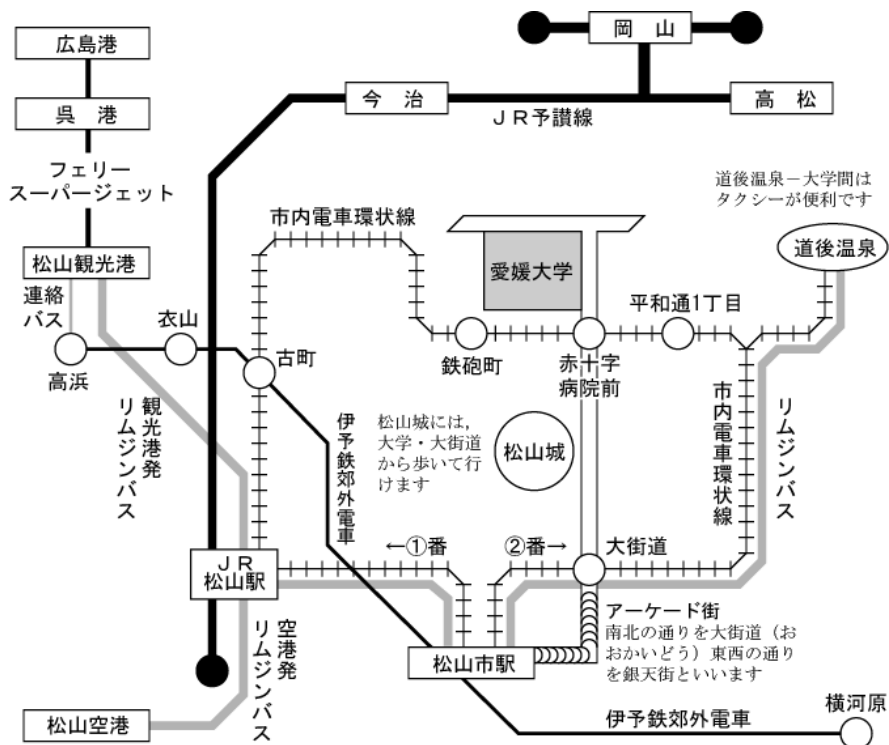 広島港
呉 港
フェリー
スーパージェット
松山観光港
連絡
バス
高浜
衣山
古町
観光港発
リムジンバス
岡 山
今 治
高 松
JR予讃線
市内電車環状線
愛媛大学
道後温泉－大学間は
タクシーが便利です
道後温泉
平和通1丁目
鉄砲町
赤十字
病院前
松山城には，
大学・大街道
から歩いて行
けます
松山城
伊予鉄郊外電車
市内電車環状線
リムジンバス
JR
松山駅
←①番
②番→
大街道
アーケード街
南北の通りを大街道（お
おかいどう）東西の通り
を銀天街といいます
松山市駅
空港発
リムジンバス
松山空港
伊予鉄郊外電車
横河原